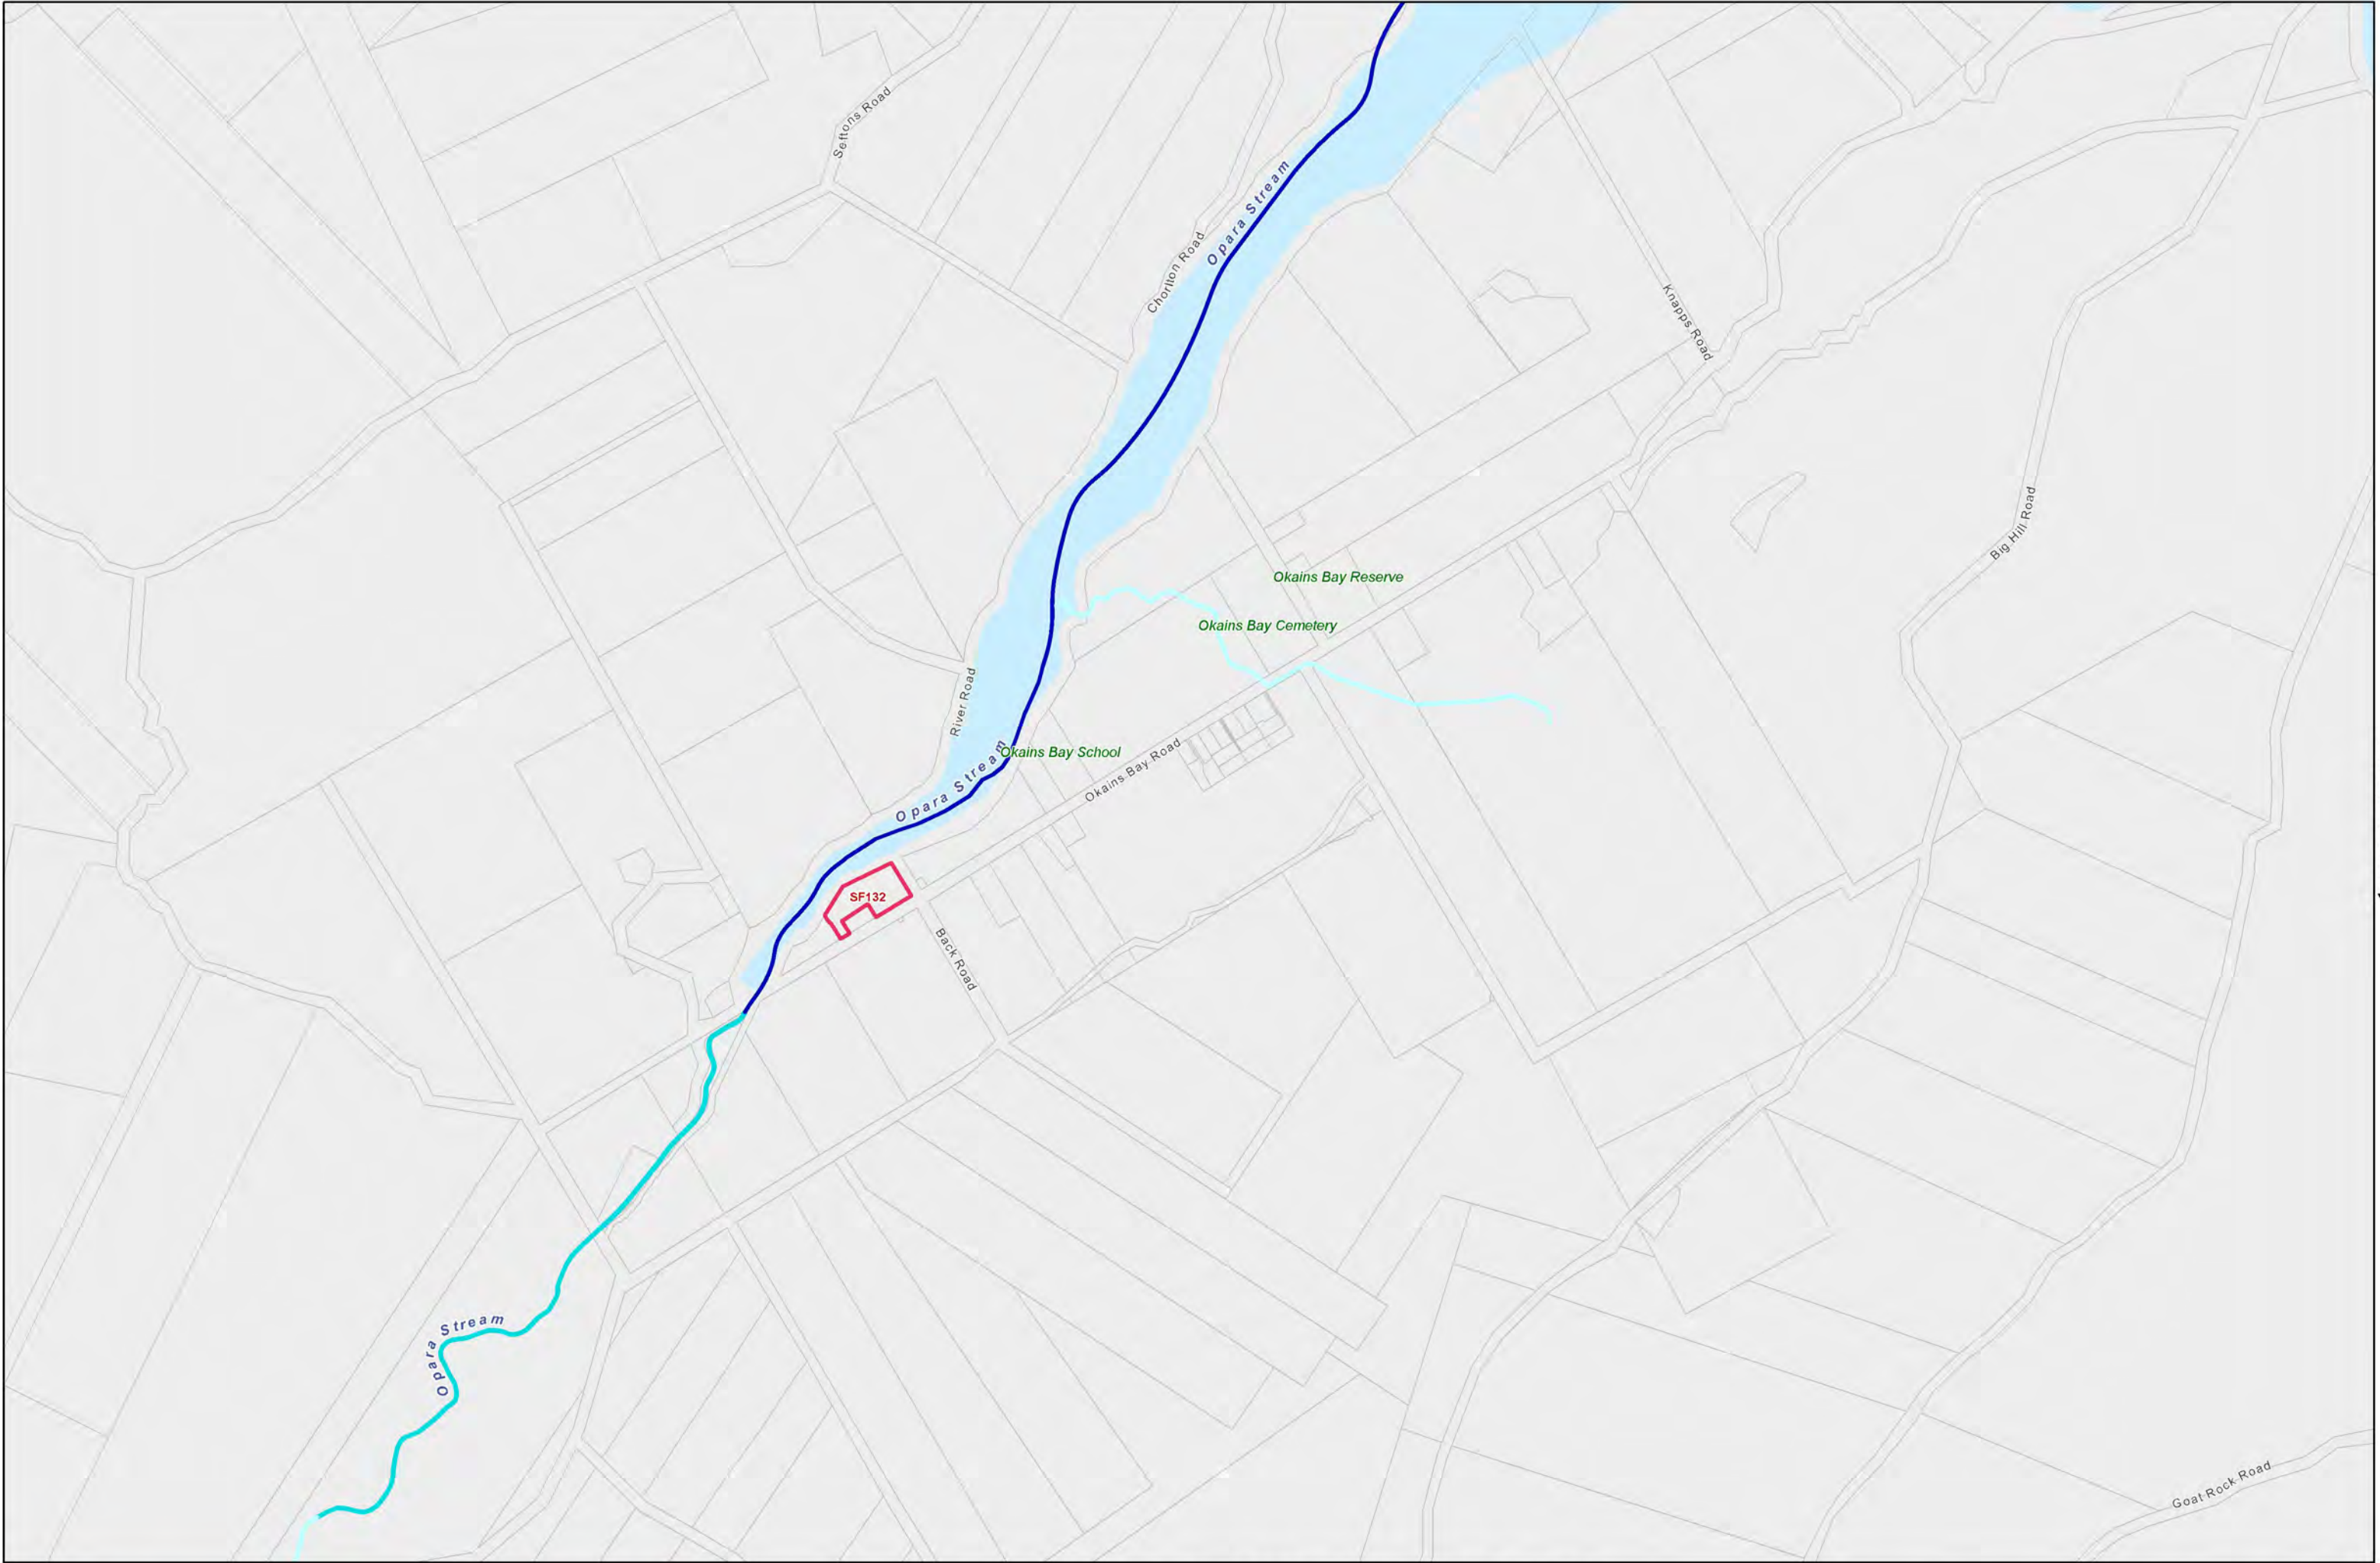 Seftons Road
Opara Stream
Chorlton Road
Knapps Road
Big Hill Road
Okains Bay Reserve
Okains Bay Cemetery
River Road
Okains Bay School
Okains Bay Road
Opara Stream
SF132
Back Road
Opara Stream
Goat Rock Road